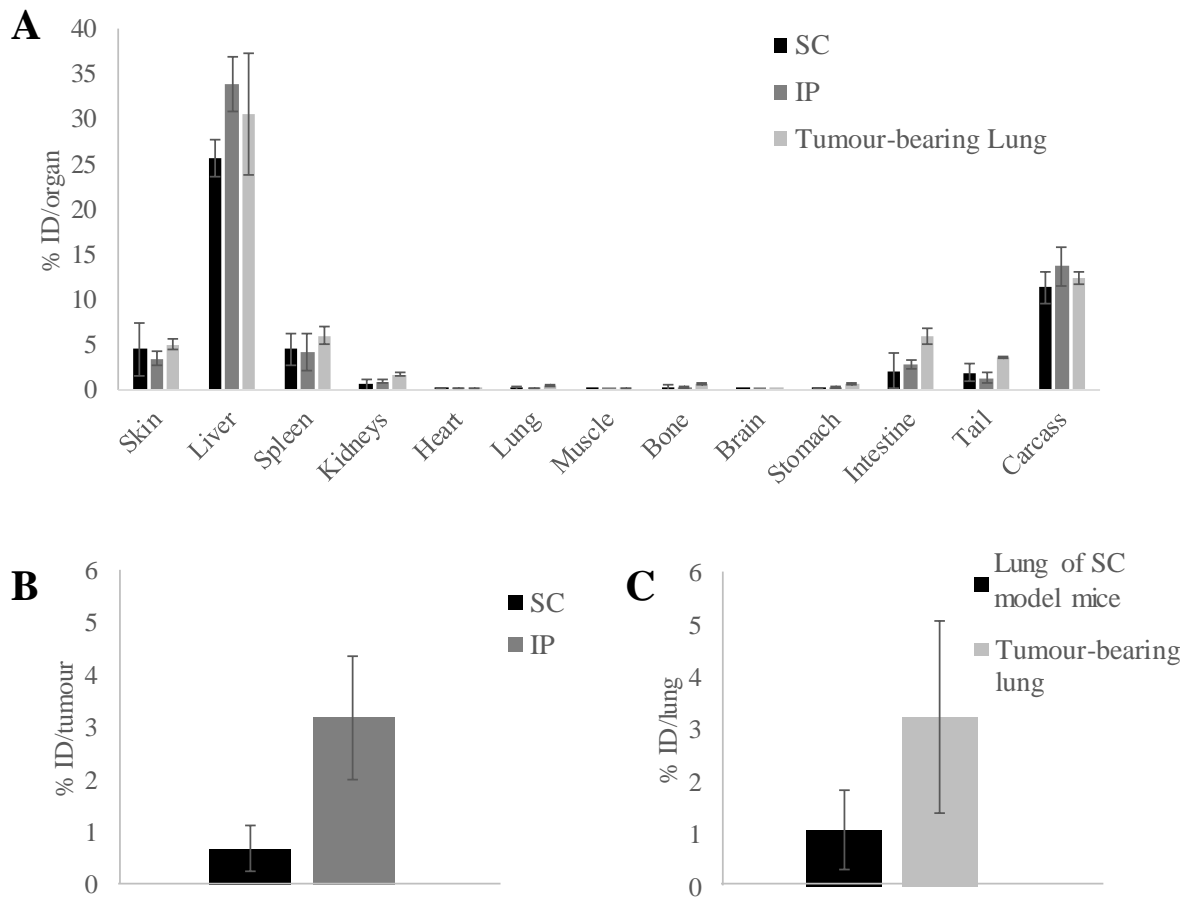 A
% ID/organ
40
35
30
25
20
15
10
5
0
SC
IP
Tumour-bearing Lung
Skin
Liver
Spleen
Kidneys
Heart
Lung
Muscle
Bone
Brain
Stomach
Intestine
Tail
Carcass
B
% ID/tumour
6
5
4
3
2
1
0
SC
IP
C
% ID/lung
6
5
4
3
2
1
0
Lung of SC
model mice
Tumour-bearing
lung